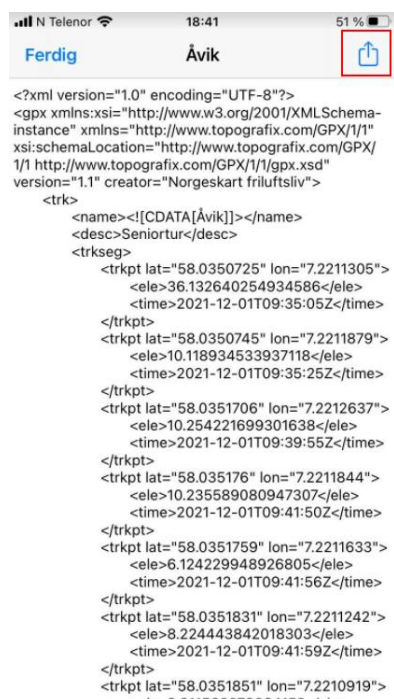 N Telenor 18:41 51 %
Ferdig Åvik
<?xml version="1.0" encoding="UTF-8"?>
<gpx xmlns:xsi="http://www.w3.org/2001/XMLSchema-
instance" xmlns="http://www.topografix.com/GPX/1/1"
xsi:schemaLocation="http://www.topografix.com/GPX/
1/1 http://www.topografix.com/GPX/1/1/gpx.xsd"
version="1.1" creator="Norgeskart friluftsliv">
<trk>
<name><![CDATA[Åvik]]></name>
<desc>Seniortur</desc>
<trkseg>
<trkpt lat="58.0350725" lon="7.2211305">
<ele>36.132640254934586</ele>
<time>2021-12-01T09:35:05Z</time>
</trkpt>
<trkpt lat="58.0350745" lon="7.2211879">
<ele>10.118934533937118</ele>
<time>2021-12-01T09:35:25Z</time>
</trkpt>
<trkpt lat="58.0351706" lon="7.2212637">
<ele>10.254221699301638</ele>
<time>2021-12-01T09:39:55Z</time>
</trkpt>
<trkpt lat="58.035176" lon="7.2211844">
<ele>10.235589080947307</ele>
<time>2021-12-01T09:41:50Z</time>
</trkpt>
<trkpt lat="58.0351759" lon="7.2211633">
<ele>6.124229948926805</ele>
<time>2021-12-01T09:41:56Z</time>
</trkpt>
<trkpt lat="58.0351831" lon="7.2211242">
<ele>8.224443842018303</ele>
<time>2021-12-01T09:41:59Z</time>
</trkpt>
<trkpt lat="58.0351851" lon="7.2210919">